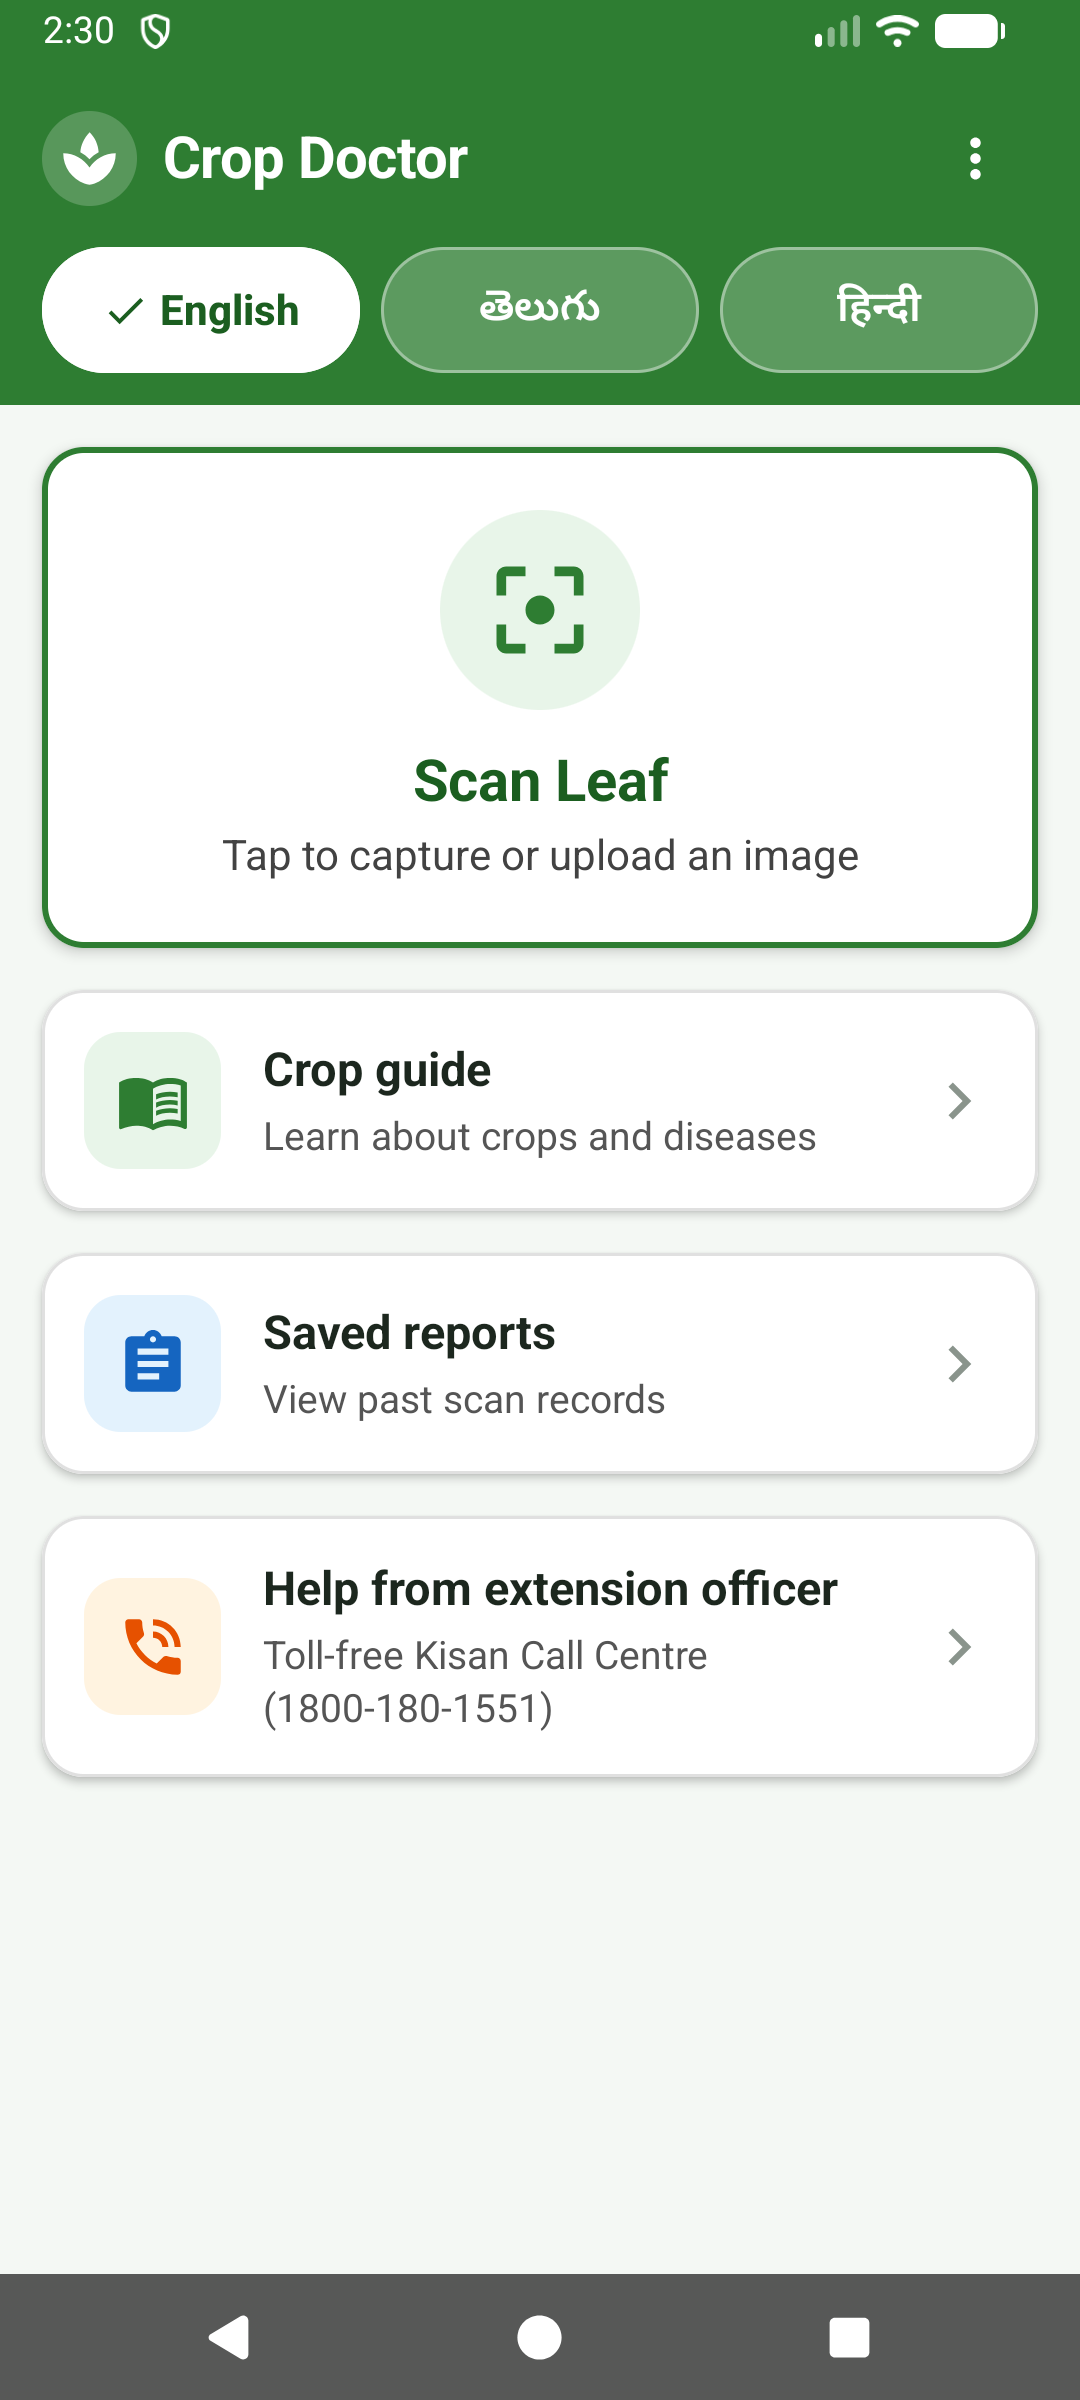 2:30
Crop Doctor
English
తెలుగు
हिन्दी
Scan Leaf
Tap to capture or upload an image
Crop guide
Learn about crops and diseases
Saved reports
View past scan records
Help from extension officer
Toll-free Kisan Call Centre
(1800-180-1551)